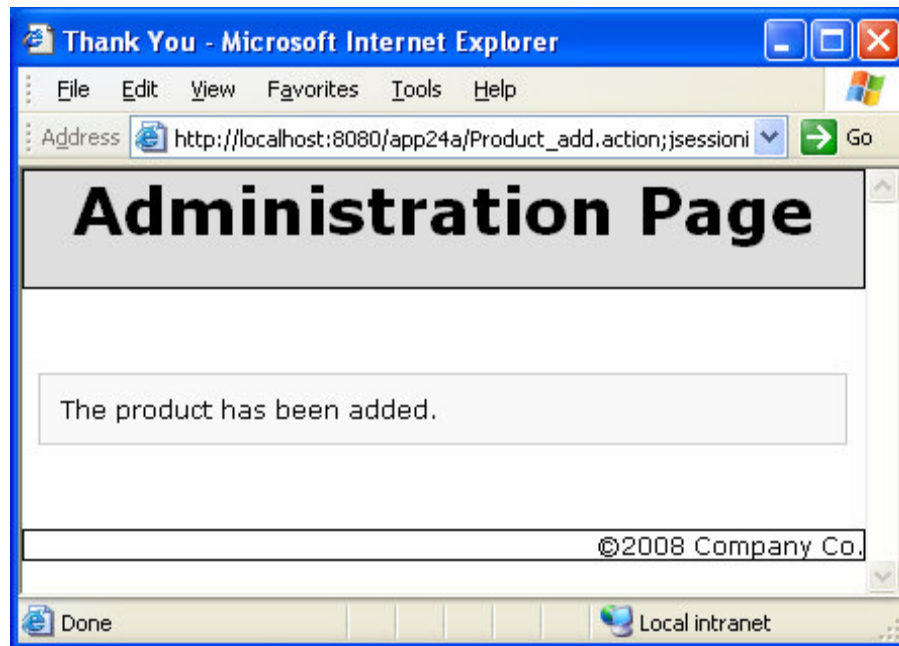 Thank You - Microsoft Internet Explorer
File Edit View Favorites Tools Help
Address http://localhost:8080/app24a/Product_add.action;jsessioni Go
Administration Page
The product has been added.
©2008 Company Co.
Done Local intranet